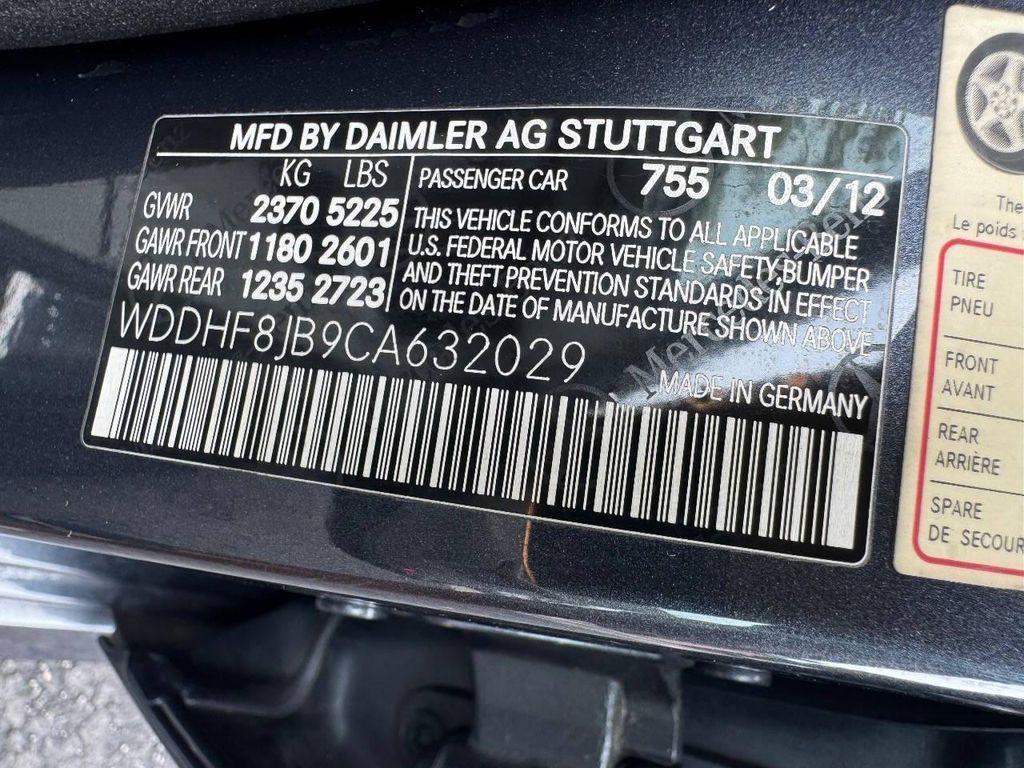 MFD BY DAIMLER AG STUTTGART
KG LBS
GVWR 2370 5225
GAWR FRONT 1180 2601
GAWR REAR 1235 2723
PASSENGER CAR 755 03/12
THIS VEHICLE CONFORMS TO ALL APPLICABLE
U.S. FEDERAL MOTOR VEHICLE SAFETY,BUMPER
AND THEFT PREVENTION STANDARDS IN EFFECT
ON THE DATE OF MANUFACTURE SHOWN ABOVE.
WDDHF8JB9CA632029
MADE IN GERMANY
The
Le poids
TIRE
PNEU
FRONT
AVANT
REAR
ARRIÈRE
SPARE
DE SECOUR